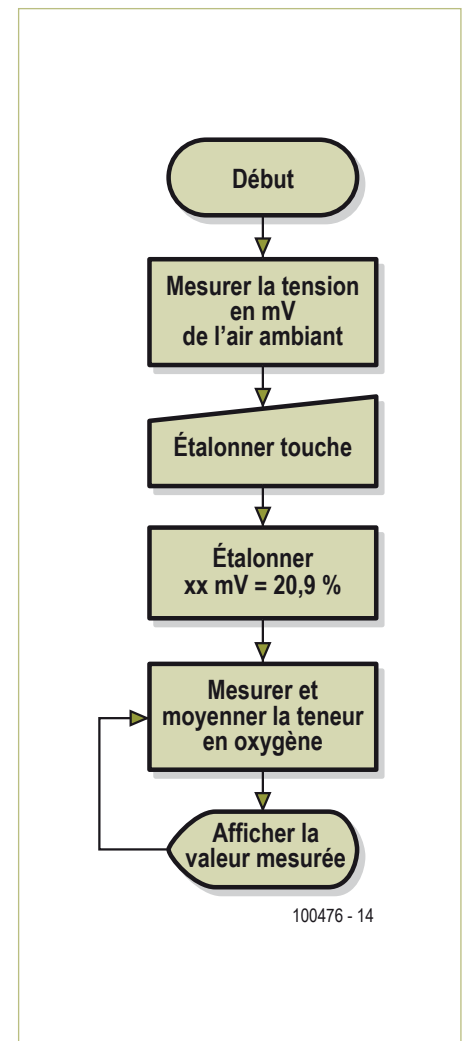 Début
Mesurer la tension
en mV
de l'air ambiant
Étalonner touche
Étalonner
xx mV = 20,9 %
Mesurer et
moyenner la teneur
en oxygène
Afficher la
valeur mesurée
100476 - 14